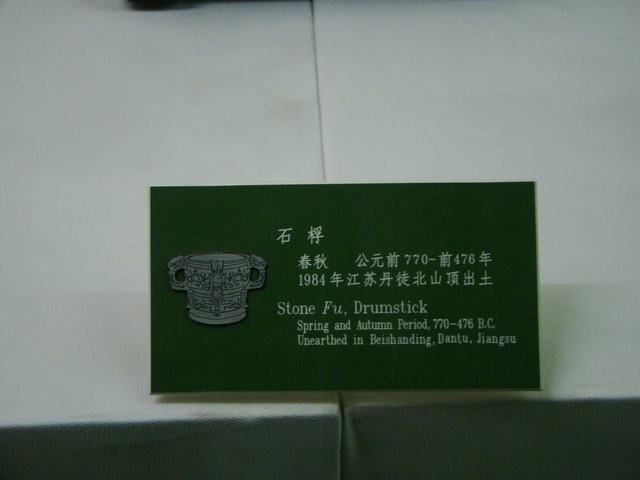 石 桴
春秋 公元前770-前476年
1984年江苏丹徒北山顶出土
Stone Fu, Drumstick
Spring and Autumn Period, 770-476 B.C.
Unearthed in Beishanding, Dantu, Jiangsu